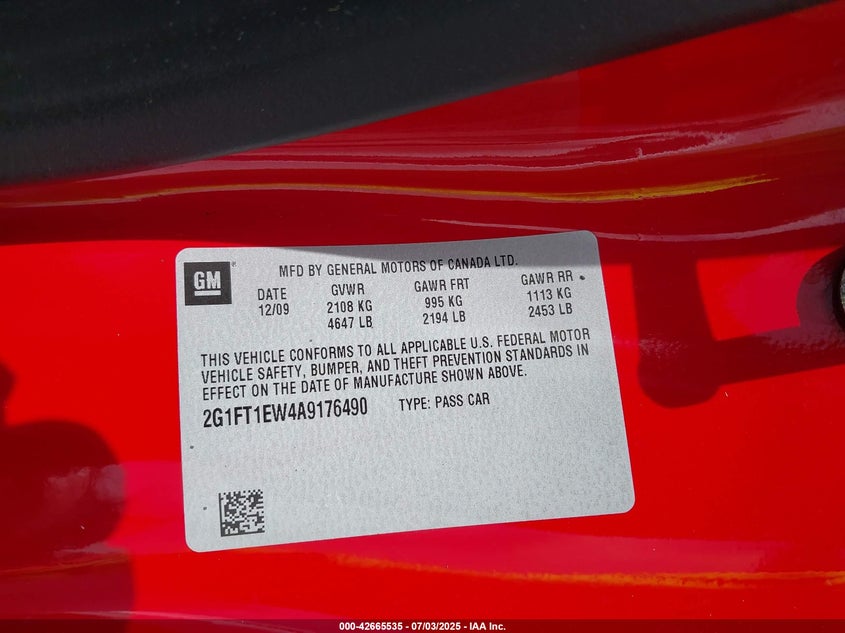 GM
MFD BY GENERAL MOTORS OF CANADA LTD.
DATE GVWR GAWR FRT GAWR RR
12/09 2108 KG 995 KG 1113 KG
4647 LB 2194 LB 2453 LB
THIS VEHICLE CONFORMS TO ALL APPLICABLE U.S. FEDERAL MOTOR
VEHICLE SAFETY, BUMPER, AND THEFT PREVENTION STANDARDS IN
EFFECT ON THE DATE OF MANUFACTURE SHOWN ABOVE.
2G1FT1EW4A9176490 TYPE: PASS CAR
000-42665535 - 07/03/2025 - IAA Inc.